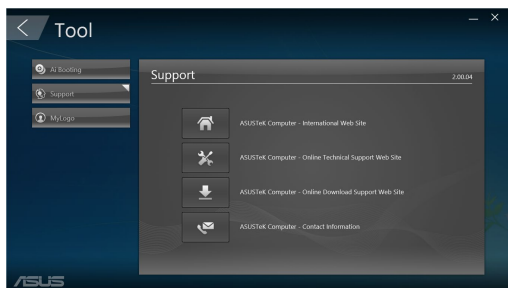 Tool
Ai Booting
Support
MyLogo
Support
2.00.04
ASUSTeK Computer - International Web Site
ASUSTeK Computer - Online Technical Support Web Site
ASUSTeK Computer - Online Download Support Web Site
ASUSTeK Computer - Contact Information
ASUS